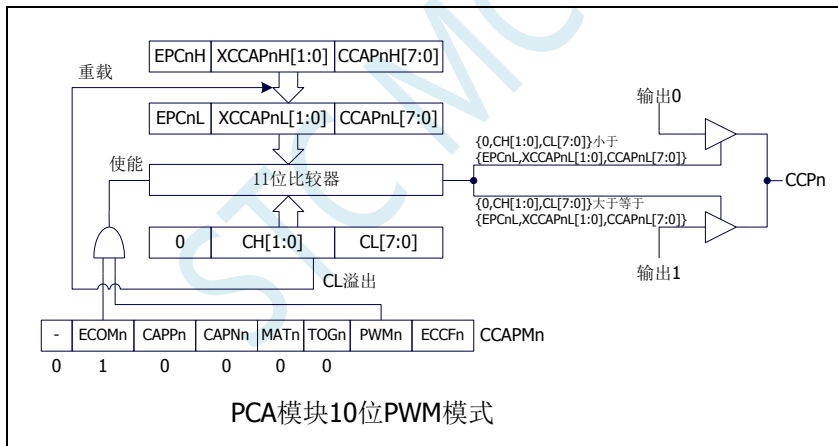 EPCnH XCCAPnH[1:0] CCAPnH[7:0]
重载
输出0
EPCnL XCCAPnL[1:0] CCAPnL[7:0]
{0,CH[1:0],CL[7:0]}小于
{EPCnL,XCCAPnL[1:0],CCAPnL[7:0]}
使能
11位比较器
CCPn
{0,CH[1:0],CL[7:0]}大于等于
{EPCnL,XCCAPnL[1:0],CCAPnL[7:0]}
0 CH[1:0] CL[7:0]
输出1
CL溢出
- ECOMn CAPPn CAPNn MATn TOGn PWMn ECCFn CCAPMn
0 1 0 0 0 0
PCA模块10位PWM模式
STC MC